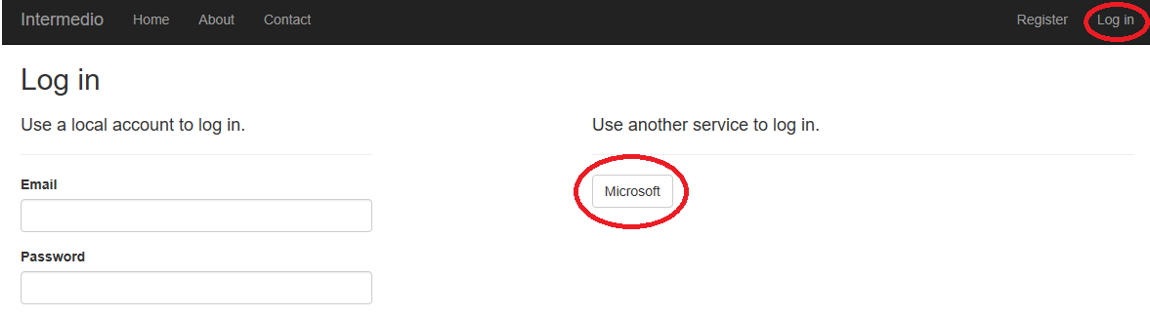 Intermedio Home About Contact Register Log in
Log in
Use a local account to log in.
Use another service to log in.
Email
Microsoft
Password